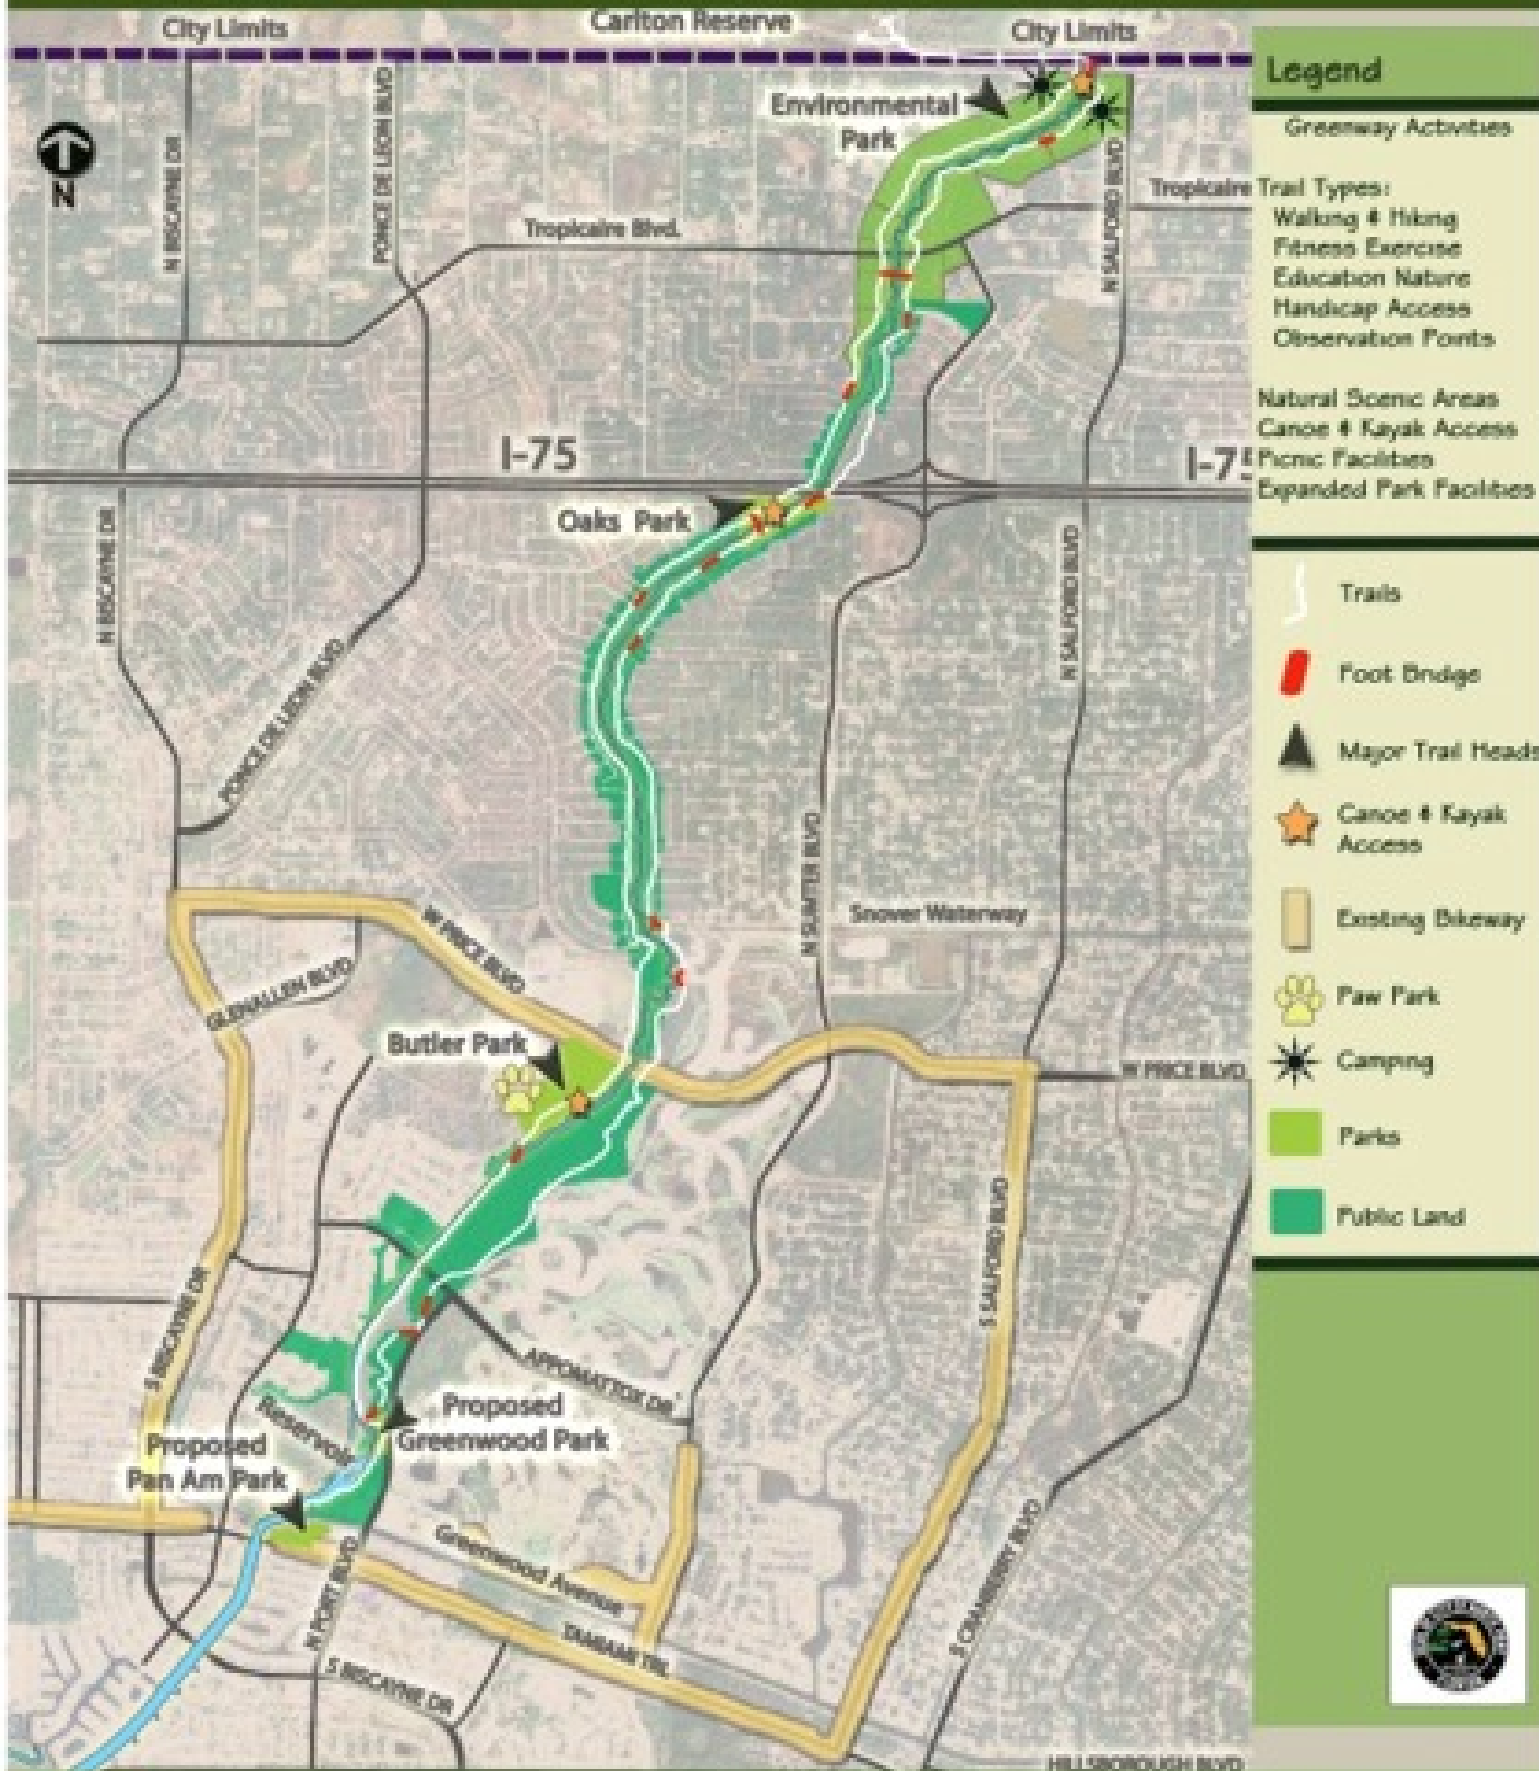 City Limits
Carlton Reserve
City Limits
Environmental
Park
N BISCAYNE DR
PONCE DE LEON BLVD
N
Tropicaire Blvd.
Tropicaire
N SALFORD BLVD
I-75
I-75
Oaks Park
N BISCAYNE DR
N SALFORD BLVD
PONCE DE LEON BLVD
N SUMTER BLVD
Snover Waterway
W PRICE BLVD
GLENALLEN BLVD
Butler Park
W PRICE BLVD
S SALFORD BLVD
S BISCAYNE DR
APPOMATTOX DR
Proposed
Greenwood Park
Reservoir
Proposed
Pan Am Park
Greenwood Avenue
S CRANBERRY BLVD
N PORT BLVD
TAMIAMI TRL
S BISCAYNE DR
HILLSBOROUGH BLVD
Legend
Greenway Activities
Trail Types:
Walking & Hiking
Fitness Exercise
Education Nature
Handicap Access
Observation Points
Natural Scenic Areas
Canoe & Kayak Access
Picnic Facilities
Expanded Park Facilities
Trails
Foot Bridge
Major Trail Heads
Canoe & Kayak
Access
Existing Bikeway
Paw Park
Camping
Parks
Public Land